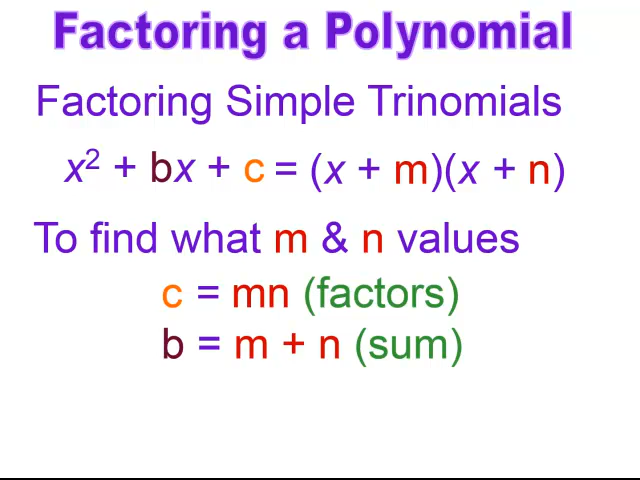 Factoring a Polynomial
Factoring Simple Trinomials
x² + bx + c = (x + m)(x + n)
To find what m & n values
c = mn (factors)
b = m + n (sum)